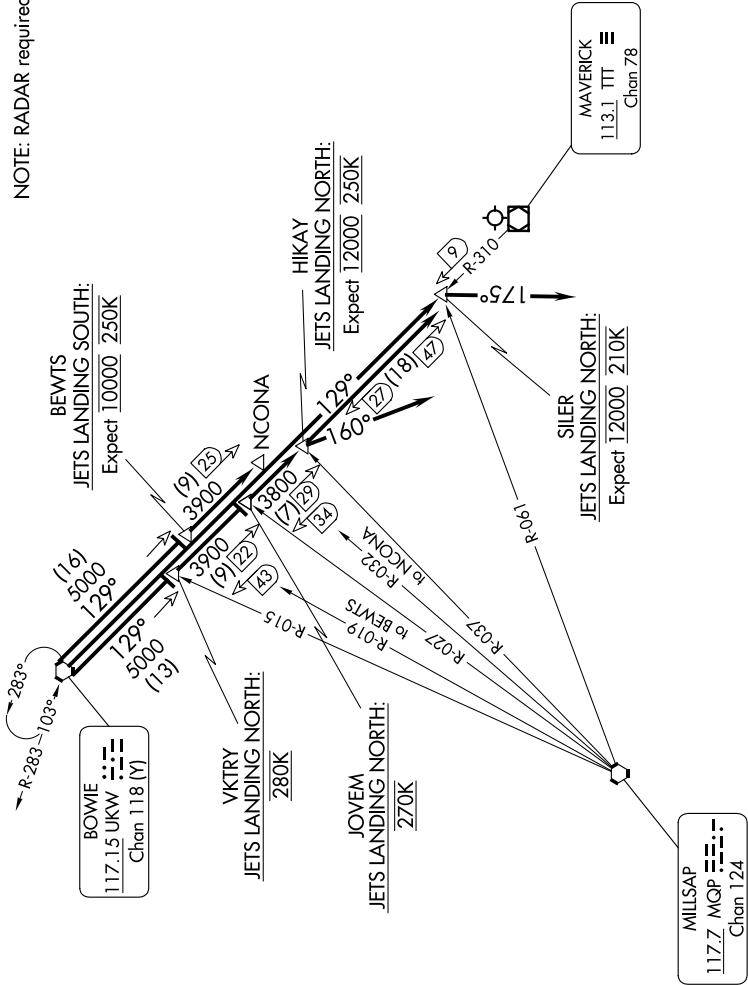 NOTE: RADAR required
MAVERICK
113.1 TTT
Chan 78
HIKAY
JETS LANDING NORTH:
Expect 12000 250K
BEWTS
JETS LANDING SOUTH:
Expect 10000 250K
NCONA
SILER
JETS LANDING NORTH:
Expect 12000 210K
9
R-310
175°
129°
(18) 47
27
160°
(9) 25
3900
3800
(7) 29
34
3900
(9) 22
43
(16)
5000
129°
129°
5000
(13)
283°
R-283
103°
BOWIE
117.15 UKW
Chan 118 (Y)
VKTRY
JETS LANDING NORTH:
280K
JOVEM
JETS LANDING NORTH:
270K
R-015
R-019
to BEWTS
R-027
R-032
to NCONA
R-037
R-061
MILLSAP
117.7 MQP
Chan 124